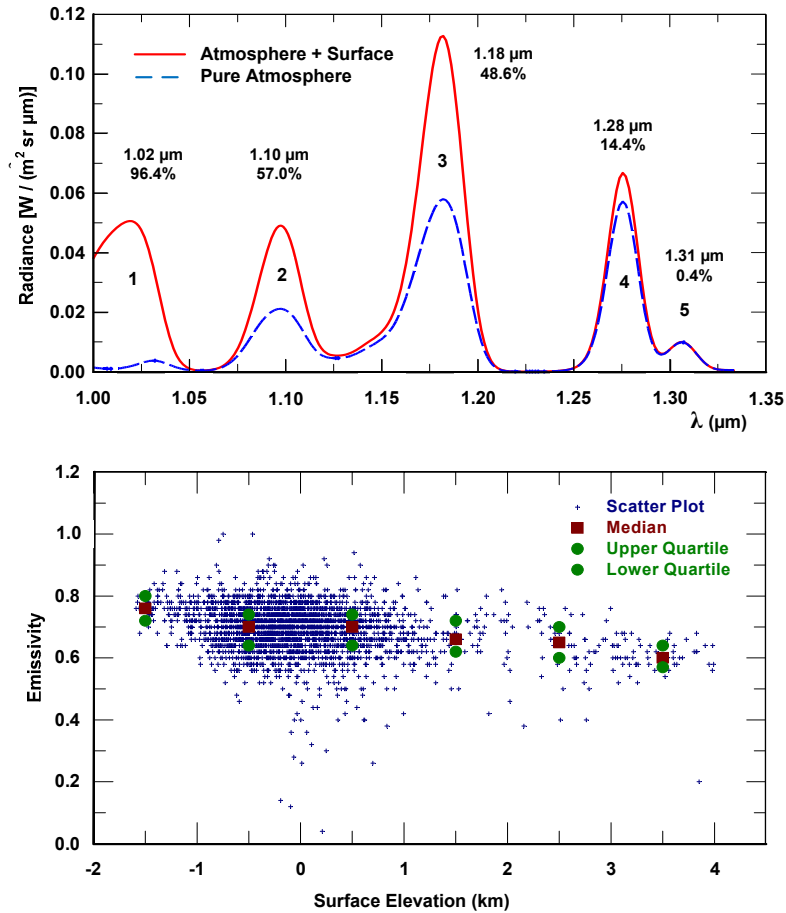 0.12
0.10
0.08
0.06
0.04
0.02
0.00
Radiance [W / (m² sr µm)]
Atmosphere + Surface
Pure Atmosphere
1.02 µm
96.4%
1.10 µm
57.0%
1.18 µm
48.6%
1.28 µm
14.4%
1.31 µm
0.4%
1
2
3
4
5
1.00 1.05 1.10 1.15 1.20 1.25 1.30 1.35
λ (µm)
1.2
1.0
0.8
0.6
0.4
0.2
0.0
Emissivity
Scatter Plot
Median
Upper Quartile
Lower Quartile
-2 -1 0 1 2 3 4
Surface Elevation (km)